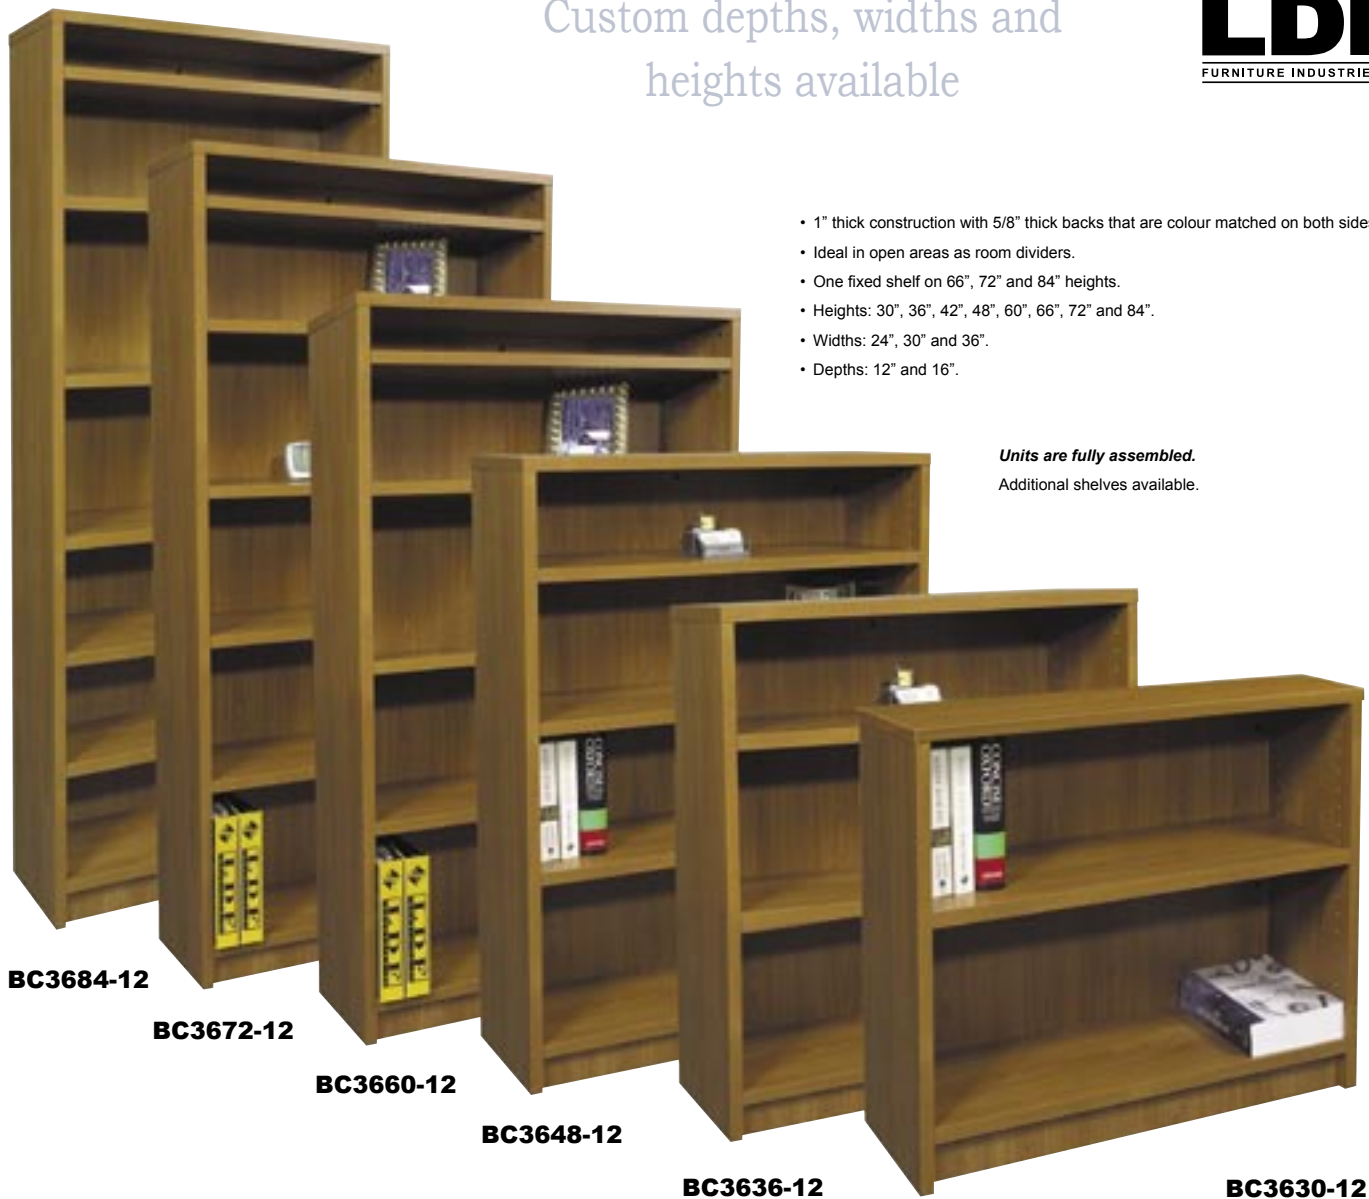 Custom depths, widths and
heights available
FURNITURE INDUSTRIE
• 1” thick construction with 5/8” thick backs that are colour matched on both side
• Ideal in open areas as room dividers.
• One fixed shelf on 66”, 72” and 84” heights.
• Heights: 30”, 36”, 42”, 48”, 60”, 66”, 72” and 84”.
• Widths: 24”, 30” and 36”.
• Depths: 12” and 16”.
Units are fully assembled.
Additional shelves available.
CONCISE
OXFORD
CONCISE
OXFORD
L.D.F
L.D.F
L.D.F
L.D.F
BC3684-12
BC3672-12
BC3660-12
BC3648-12
BC3636-12
BC3630-12